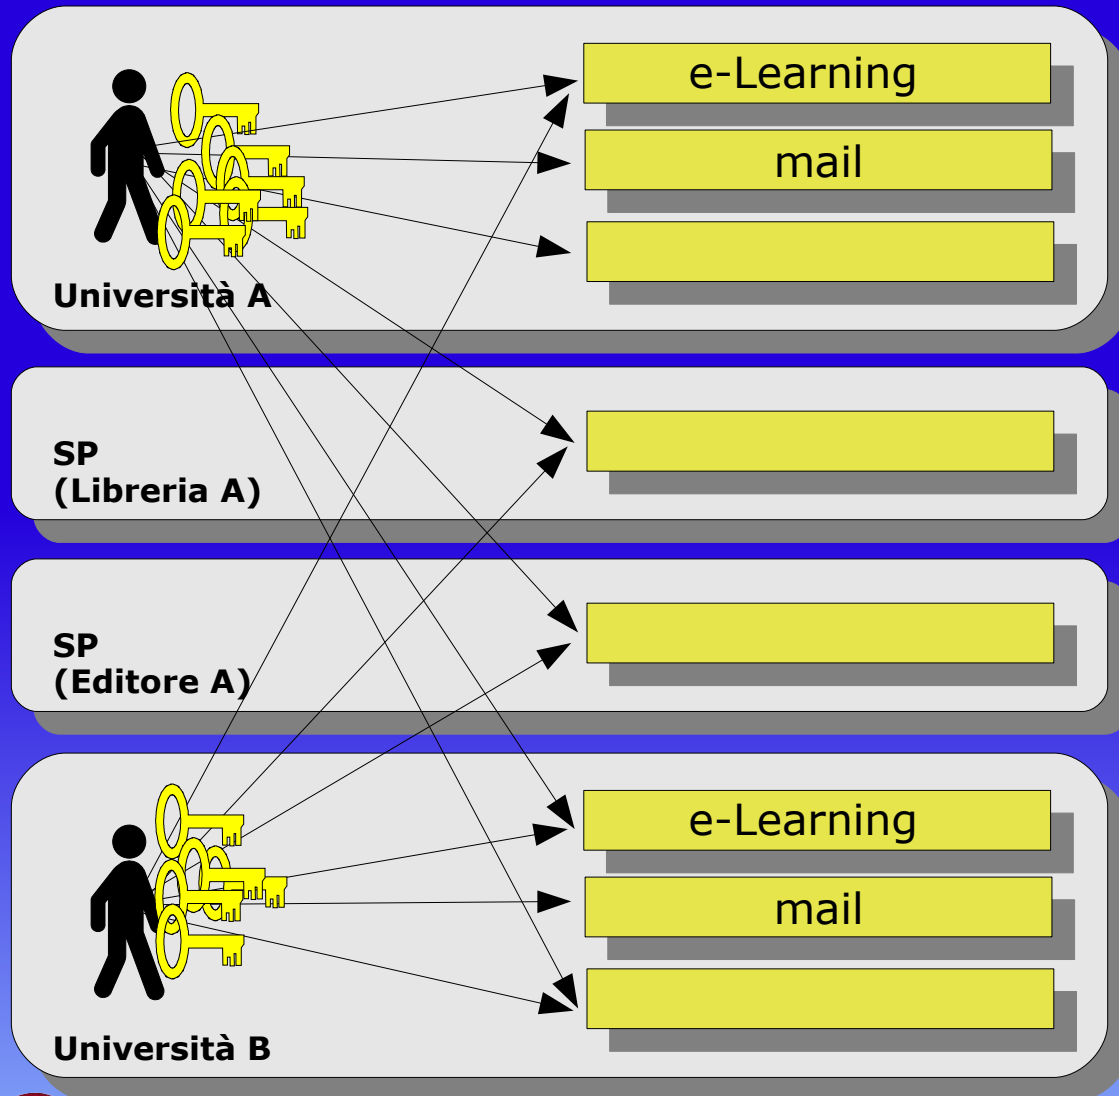 e-Learning
mail
Università A
SP
(Libreria A)
SP
(Editore A)
e-Learning
mail
Università B